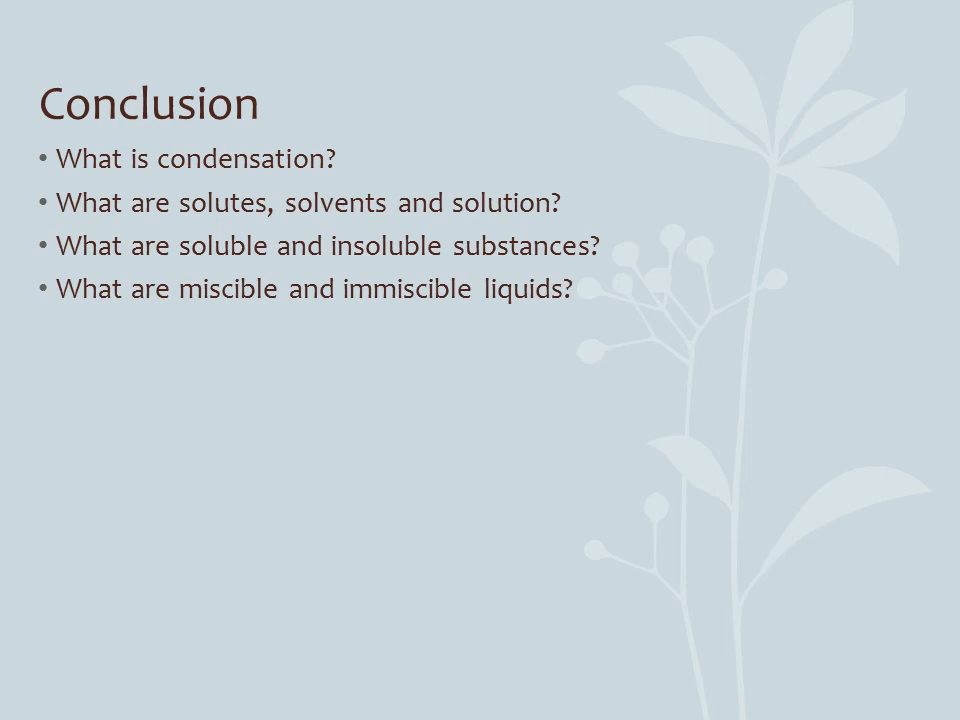 Conclusion
• What is condensation?
• What are solutes, solvents and solution?
• What are soluble and insoluble substances?
• What are miscible and immiscible liquids?